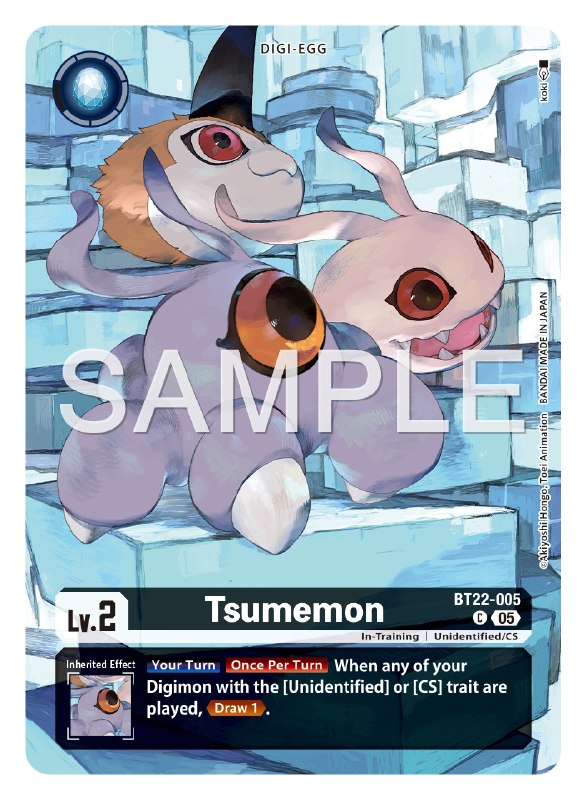 DIGI-EGG
koki
SAMPLE
©Akiyoshi Hongo, Toei Animation BANDAI MADE IN JAPAN
Lv.2
Tsumemon
BT22-005
C 05
In-Training | Unidentified/CS
Inherited Effect
Your Turn Once Per Turn When any of your
Digimon with the [Unidentified] or [CS] trait are
played, Draw 1.